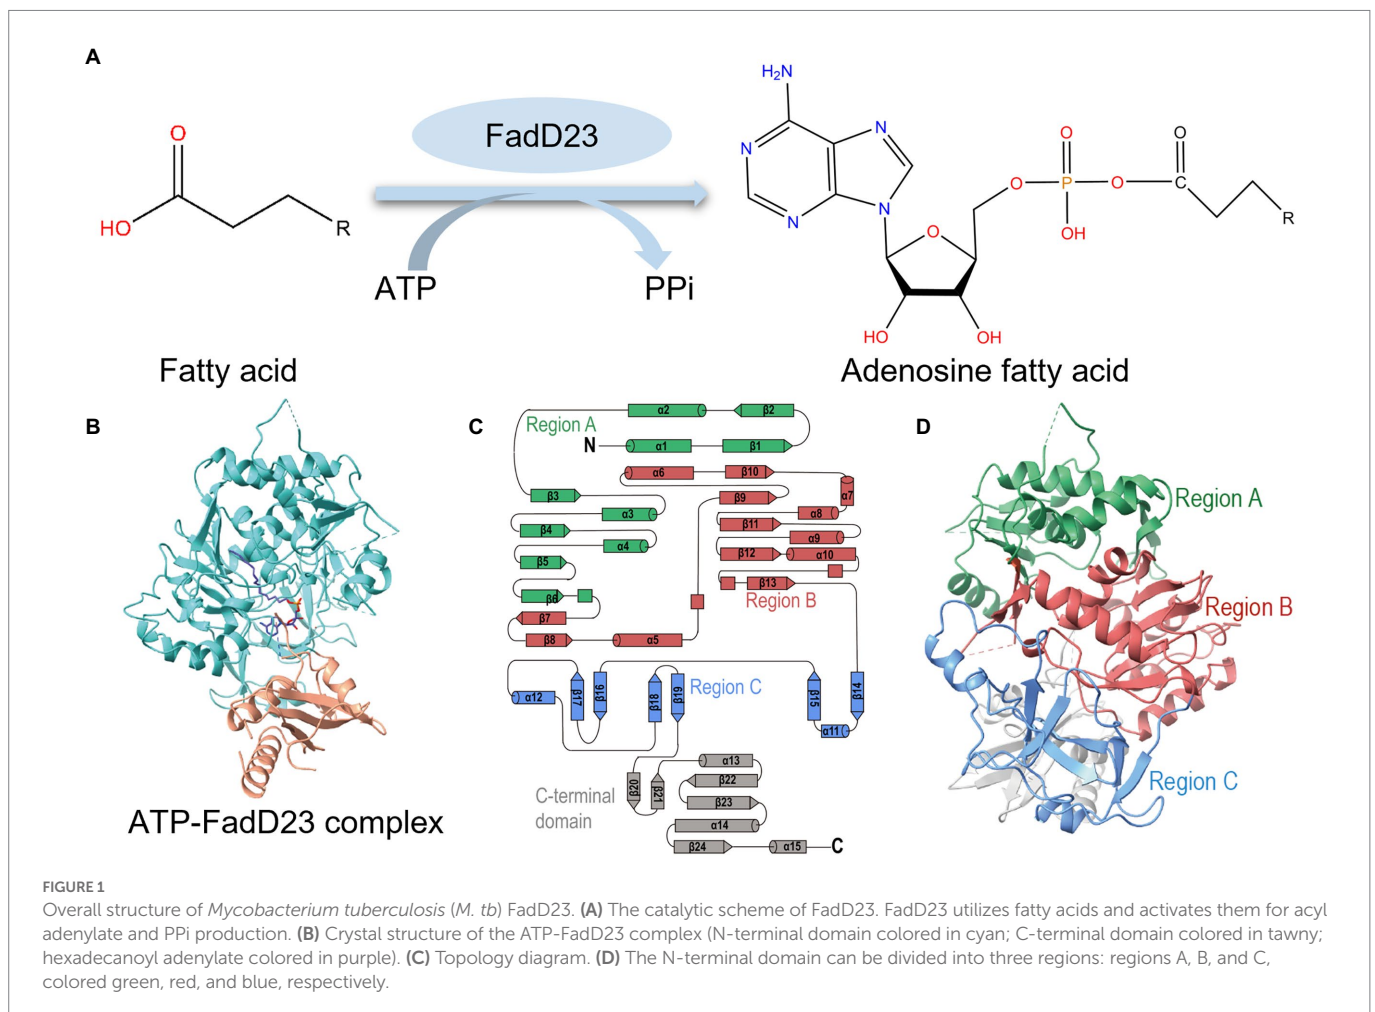 A
H₂N
N
N
N
N
O
HO
R
FadD23
ATP
PPi
O
O
P
O
OH
O
C
R
O
HO
OH
Fatty acid
Adenosine fatty acid
B
ATP-FadD23 complex
C
Region A
N
α2
β2
α1
β1
α6
β10
α7
β3
β9
α3
α8
β4
β11
α4
α9
β5
β12
α10
β6
β13
Region B
β7
β8
α5
α12
β17
β16
β18
β19
Region C
β15
β14
α11
C-terminal
domain
β20
β21
α13
β22
β23
α14
β24
α15
C
D
Region A
Region B
Region C
FIGURE 1
Overall structure of Mycobacterium tuberculosis (M. tb) FadD23. (A) The catalytic scheme of FadD23. FadD23 utilizes fatty acids and activates them for acyl
adenylate and PPi production. (B) Crystal structure of the ATP-FadD23 complex (N-terminal domain colored in cyan; C-terminal domain colored in tawny;
hexadecanoyl adenylate colored in purple). (C) Topology diagram. (D) The N-terminal domain can be divided into three regions: regions A, B, and C,
colored green, red, and blue, respectively.